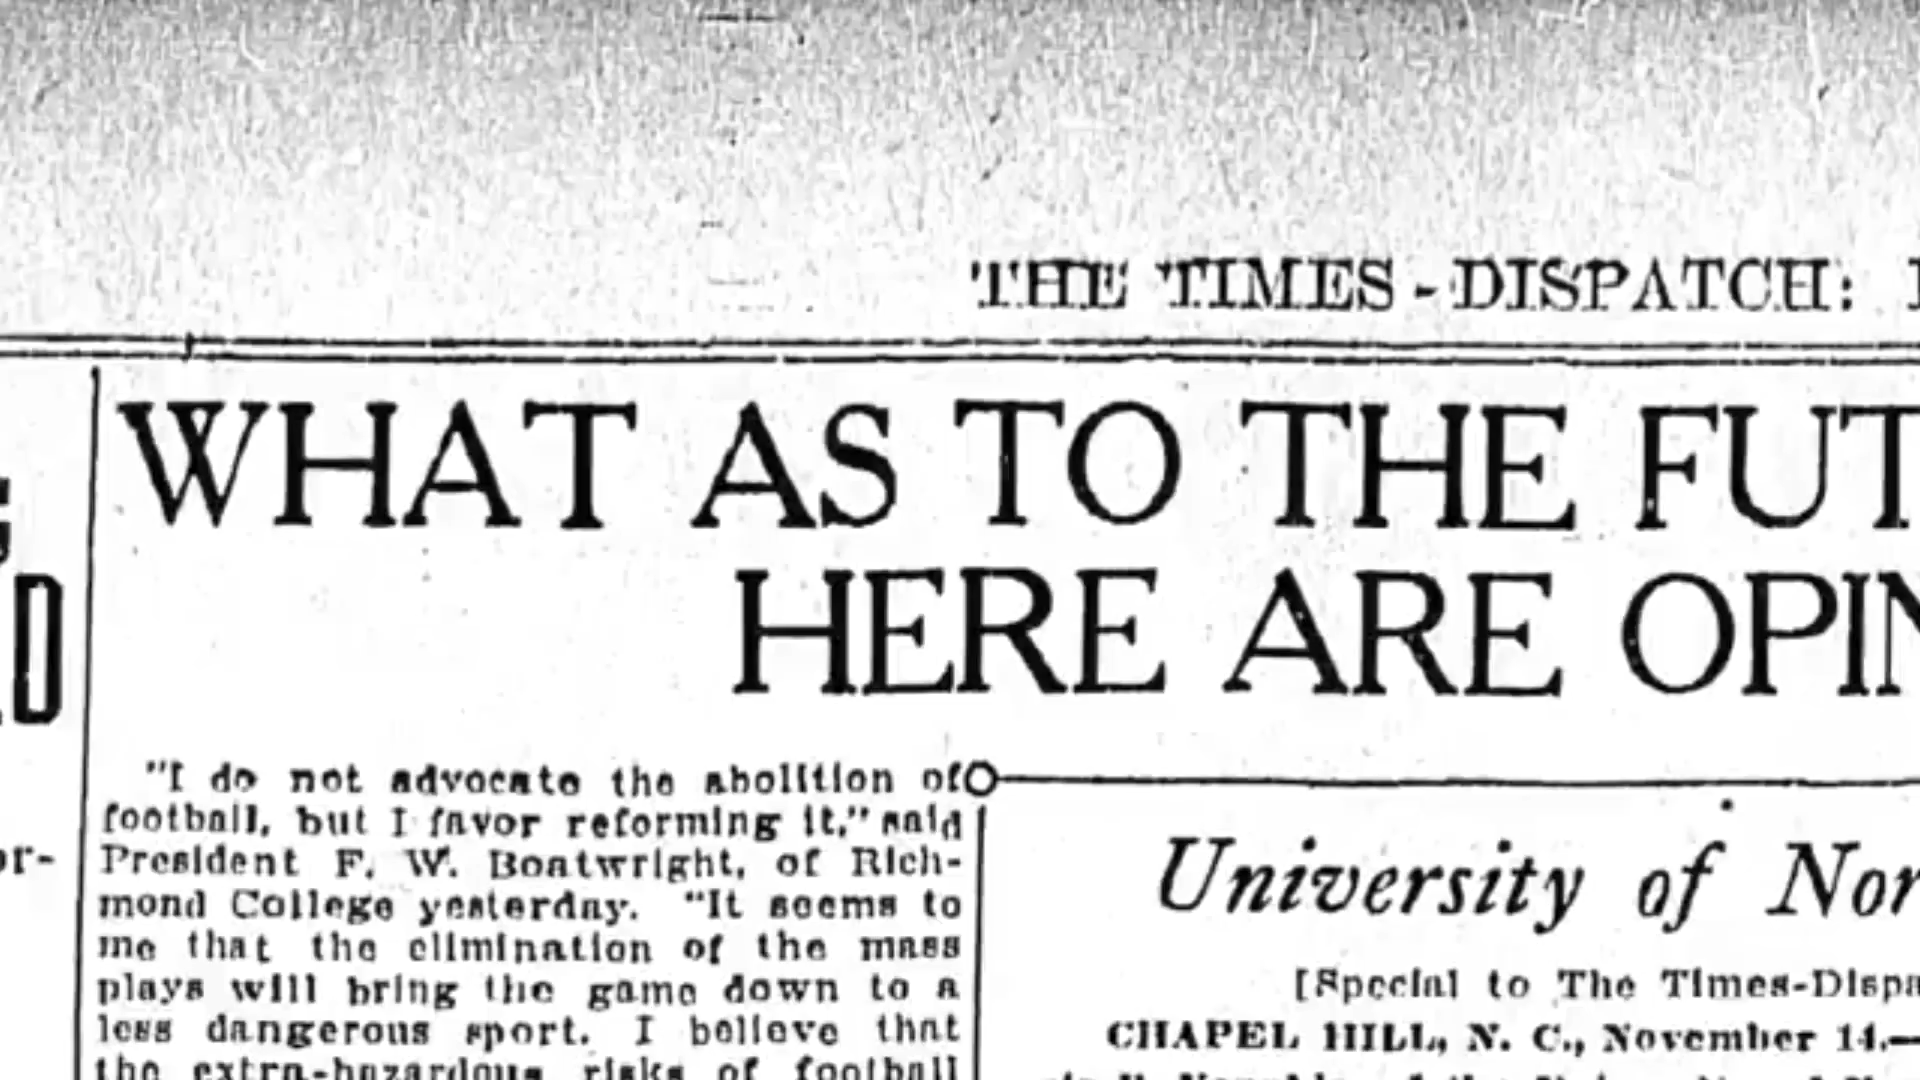 THE TIMES-DISPATCH:
WHAT AS TO THE FUT
HERE ARE OPIN
"I do not advocate the abolition of
football, but I favor reforming it," said
President F. W. Boatwright, of Rich-
mond College yesterday. "It seems to
me that the elimination of the mass
plays will bring the game down to a
less dangerous sport. I believe that
the extra-hazardous risks of football
or-
D
University of Nor
[Special to The Times-Dispa
CHAPEL HILL, N. C., November 14.—